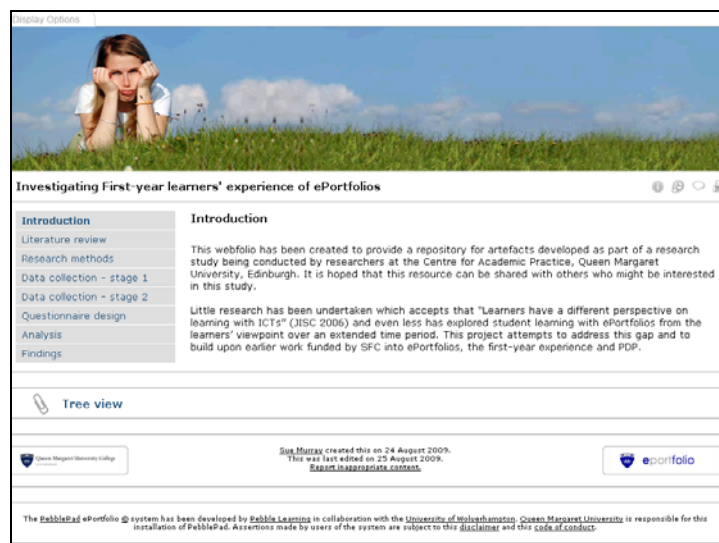 Display Options
Investigating First-year learners' experience of ePortfolios
Introduction
Literature review
Research methods
Data collection - stage 1
Data collection - stage 2
Questionnaire design
Analysis
Findings
Introduction
This webfolio has been created to provide a repository for artefacts developed as part of a research
study being conducted by researchers at the Centre for Academic Practice, Queen Margaret
University, Edinburgh. It is hoped that this resource can be shared with others who might be interested
in this study.
Little research has been undertaken which accepts that "Learners have a different perspective on
learning with ICTs" (JISC 2006) and even less has explored student learning with ePortfolios from the
learners' viewpoint over an extended time period. This project attempts to address this gap and to
build upon earlier work funded by SFC into ePortfolios, the first-year experience and PDP.
Tree view
Queen Margaret University College
Sue Murray created this on 24 August 2009.
This was last edited on 25 August 2009.
Report inappropriate content.
eportfolio
The PebblePad ePortfolio @ system has been developed by Pebble Learning in collaboration with the University of Wolverhampton. Queen Margaret University is responsible for this
installation of PebblePad. Assertions made by users of the system are subject to this disclaimer and this code of conduct.